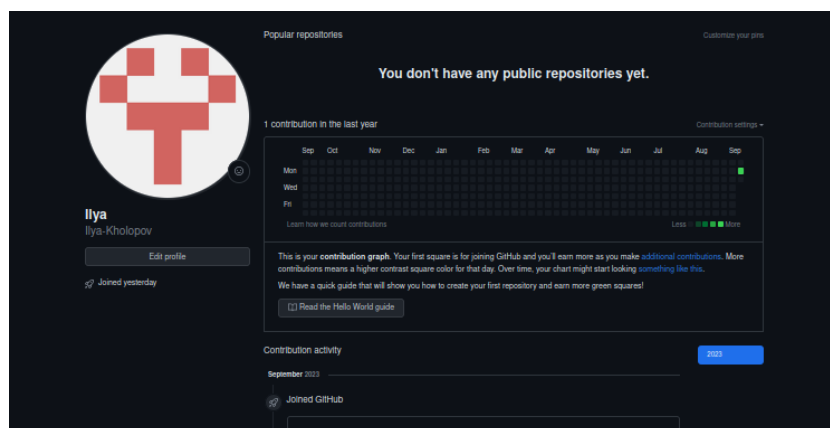 Popular repositories
Customize your pins
You don't have any public repositories yet.
1 contribution in the last year
Contribution settings
Sep Oct Nov Dec Jan Feb Mar Apr May Jun Jul Aug Sep
Mon
Wed
Fri
Learn how we count contributions
Less More
Ilya
Ilya-Kholopov
Edit profile
Joined yesterday
This is your contribution graph. Your first square is for joining GitHub and you'll earn more as you make additional contributions. More
contributions means a higher contrast square color for that day. Over time, your chart might start looking something like this.
We have a quick guide that will show you how to create your first repository and earn more green squares!
Read the Hello World guide
Contribution activity
2023
September 2023
Joined GitHub